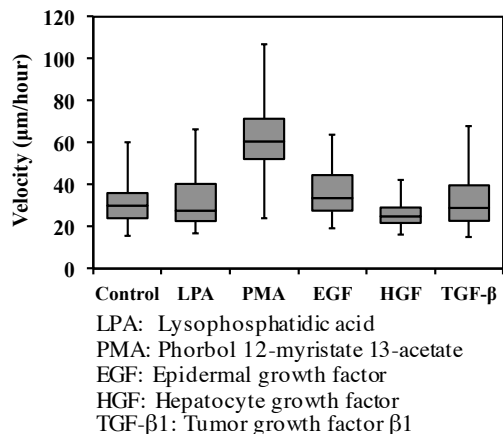 Velocity (µm/hour)
120
100
80
60
40
20
0
Control LPA PMA EGF HGF TGF-β
LPA: Lysophosphatidic acid
PMA: Phorbol 12-myristate 13-acetate
EGF: Epidermal growth factor
HGF: Hepatocyte growth factor
TGF-β1: Tumor growth factor β1